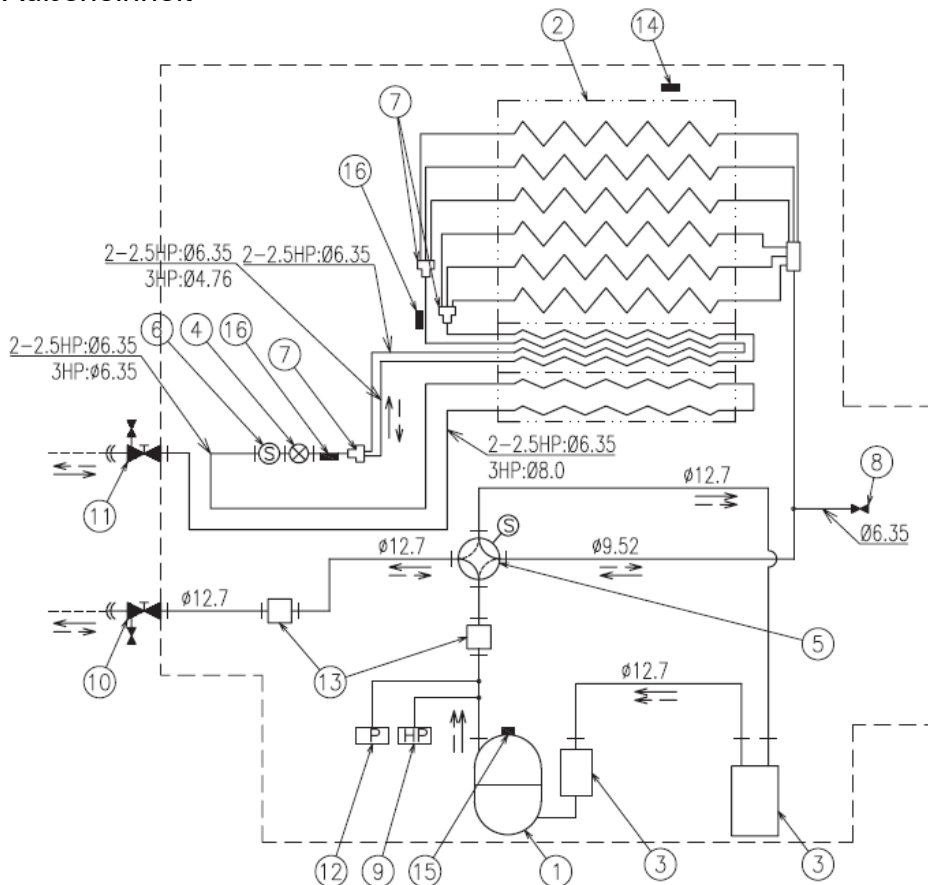 Außeneinheit
2
14
7
16
2-2.5HP:Ø6.35
3HP:Ø4.76
2-2.5HP:Ø6.35
6
4
16
7
2-2.5HP:Ø6.35
3HP:Ø6.35
S
11
2-2.5HP:Ø6.35
3HP:Ø8.0
Ø12.7
8
Ø6.35
S
Ø12.7
Ø9.52
Ø12.7
10
13
5
Ø12.7
P
HP
12
9
15
1
3
3